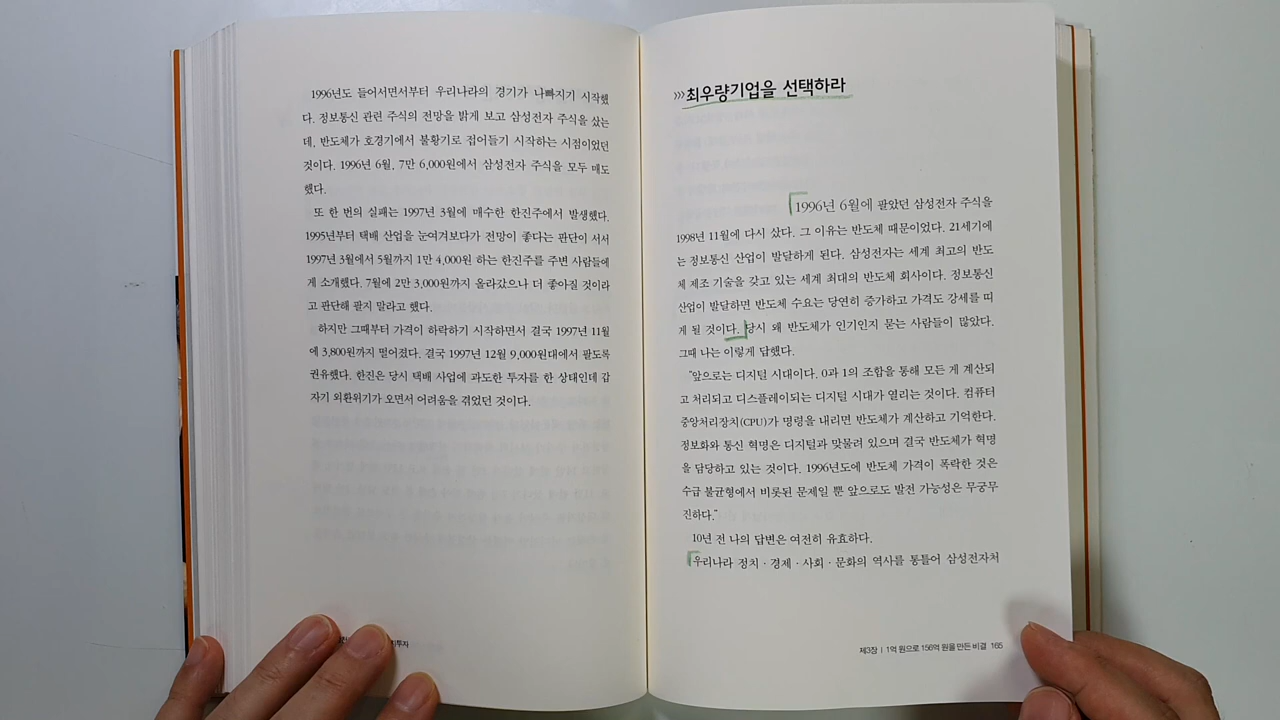 1996년도 들어서면서부터 우리나라의 경기가 나빠지기 시작했
다. 정보통신 관련 주식의 전망을 밝게 보고 삼성전자 주식을 샀는
데, 반도체가 호경기에서 불황기로 접어들기 시작하는 시점이었던
것이다. 1996년 6월, 7만 6,000원에서 삼성전자 주식을 모두 매도
했다.
또 한 번의 실패는 1997년 3월에 매수한 한진주에서 발생했다.
1995년부터 택배 산업을 눈여겨보다가 전망이 좋다는 판단이 서서
1997년 3월에서 5월까지 1만 4,000원 하는 한진주를 주변 사람들에
게 소개했다. 7월에 2만 3,000원까지 올라갔으나 더 좋아질 것이라
고 판단해 팔지 말라고 했다.
하지만 그때부터 가격이 하락하기 시작하면서 결국 1997년 11월
에 3,800원까지 떨어졌다. 결국 1997년 12월 9,000원대에서 팔도록
권유했다. 한진은 당시 택배 사업에 과도한 투자를 한 상태인데 갑
자기 외환위기가 오면서 어려움을 겪었던 것이다.
투자
>>>최우량기업을 선택하라
1996년 6월에 팔았던 삼성전자 주식을
1998년 11월에 다시 샀다. 그 이유는 반도체 때문이었다. 21세기에
는 정보통신 산업이 발달하게 된다. 삼성전자는 세계 최고의 반도
체 제조 기술을 갖고 있는 세계 최대의 반도체 회사이다. 정보통신
산업이 발달하면 반도체 수요는 당연히 증가하고 가격도 강세를 띠
게 될 것이다. 당시 왜 반도체가 인기인지 묻는 사람들이 많았다.
그때 나는 이렇게 답했다.
"앞으로는 디지털 시대이다. 0과 1의 조합을 통해 모든 게 계산되
고 처리되고 디스플레이되는 디지털 시대가 열리는 것이다. 컴퓨터
중앙처리장치(CPU)가 명령을 내리면 반도체가 계산하고 기억한다.
정보화와 통신 혁명은 디지털과 맞물려 있으며 결국 반도체가 혁명
을 담당하고 있는 것이다. 1996년도에 반도체 가격이 폭락한 것은
수급 불균형에서 비롯된 문제일 뿐 앞으로도 발전 가능성은 무궁무
진하다."
10년 전 나의 답변은 여전히 유효하다.
우리나라 정치 · 경제 · 사회 · 문화의 역사를 통틀어 삼성전자처
제3장 | 1억 원으로 156억 원을 만든 비결 165